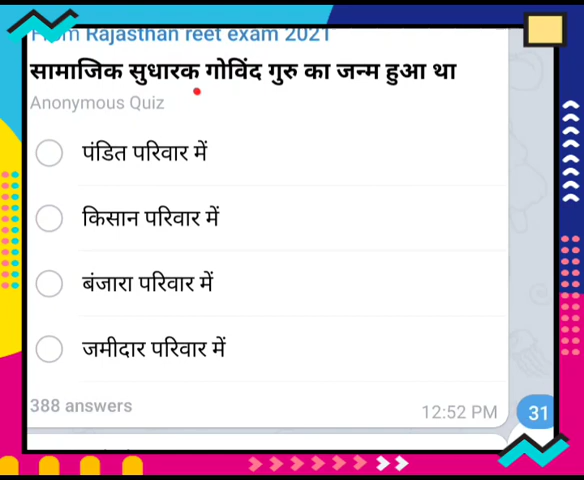 From Rajasthan reet exam 2021
सामाजिक सुधारक गोविंद गुरु का जन्म हुआ था
Anonymous Quiz
पंडित परिवार में
किसान परिवार में
बंजारा परिवार में
जमीदार परिवार में
388 answers
12:52 PM
31